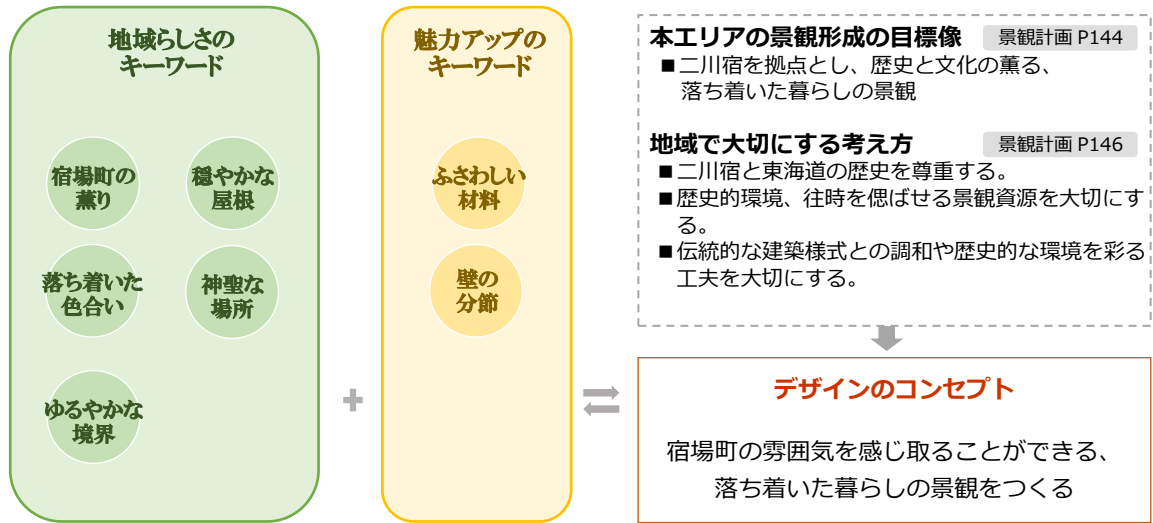 地域らしさの
キーワード
宿場町の
薫り
穏やかな
屋根
落ち着いた
色合い
神聖な
場所
ゆるやかな
境界
+
魅力アップの
キーワード
ふさわしい
材料
壁の
分節
本エリアの景観形成の目標像 景観計画 P144
■二川宿を拠点とし、歴史と文化の薫る、
落ち着いた暮らしの景観
地域で大切にする考え方 景観計画 P146
■二川宿と東海道の歴史を尊重する。
■歴史的環境、往時を偲ばせる景観資源を大切にす
る。
■伝統的な建築様式との調和や歴史的な環境を彩る
工夫を大切にする。
デザインのコンセプト
宿場町の雰囲気を感じ取ることができる、
落ち着いた暮らしの景観をつくる